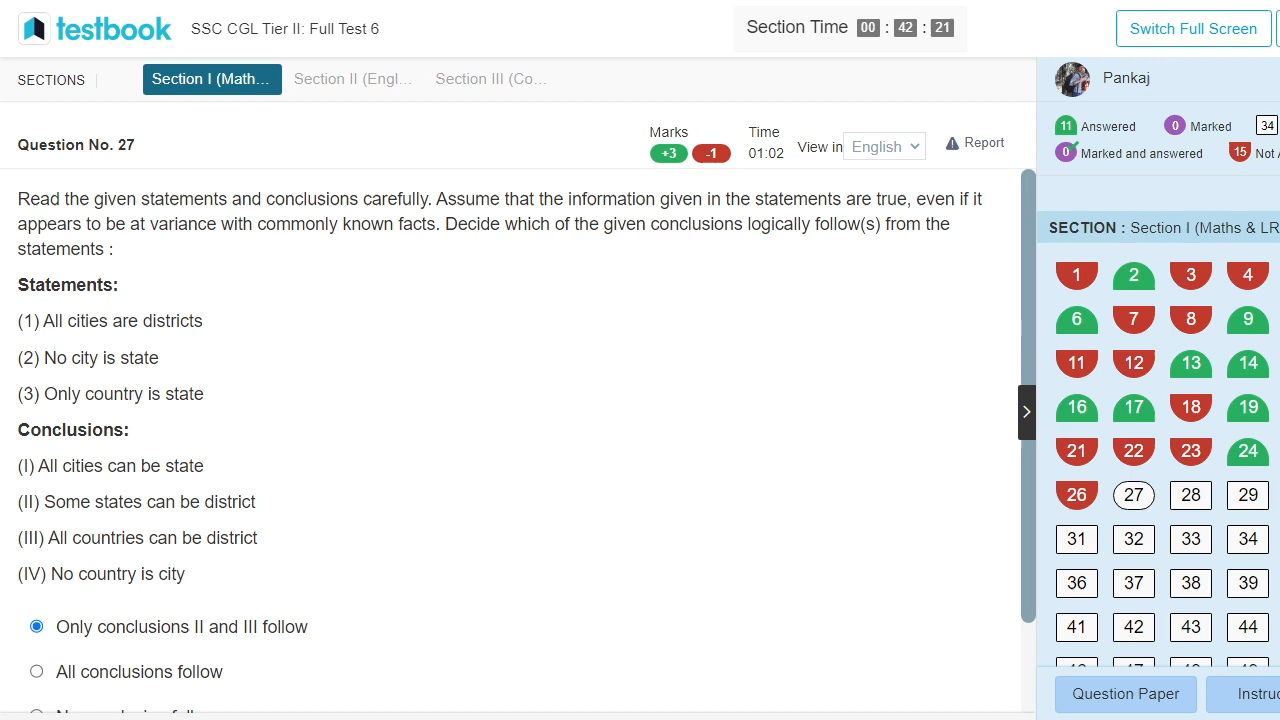 testbook SSC CGL Tier II: Full Test 6 Section Time 00 : 42 : 21 Switch Full Screen
SECTIONS Section I (Math... Section II (Engl... Section III (Co...
Pankaj
Question No. 27 Marks +3 -1 Time 01:02 View in English Report
11 Answered 0 Marked 34
0 Marked and answered 15 Not
Read the given statements and conclusions carefully. Assume that the information given in the statements are true, even if it
appears to be at variance with commonly known facts. Decide which of the given conclusions logically follow(s) from the
statements :
Statements:
(1) All cities are districts
(2) No city is state
(3) Only country is state
Conclusions:
(I) All cities can be state
(II) Some states can be district
(III) All countries can be district
(IV) No country is city
Only conclusions II and III follow
All conclusions follow
SECTION : Section I (Maths & LR
1 2 3 4
6 7 8 9
11 12 13 14
16 17 18 19
21 22 23 24
26 27 28 29
31 32 33 34
36 37 38 39
41 42 43 44
Question Paper Instruc